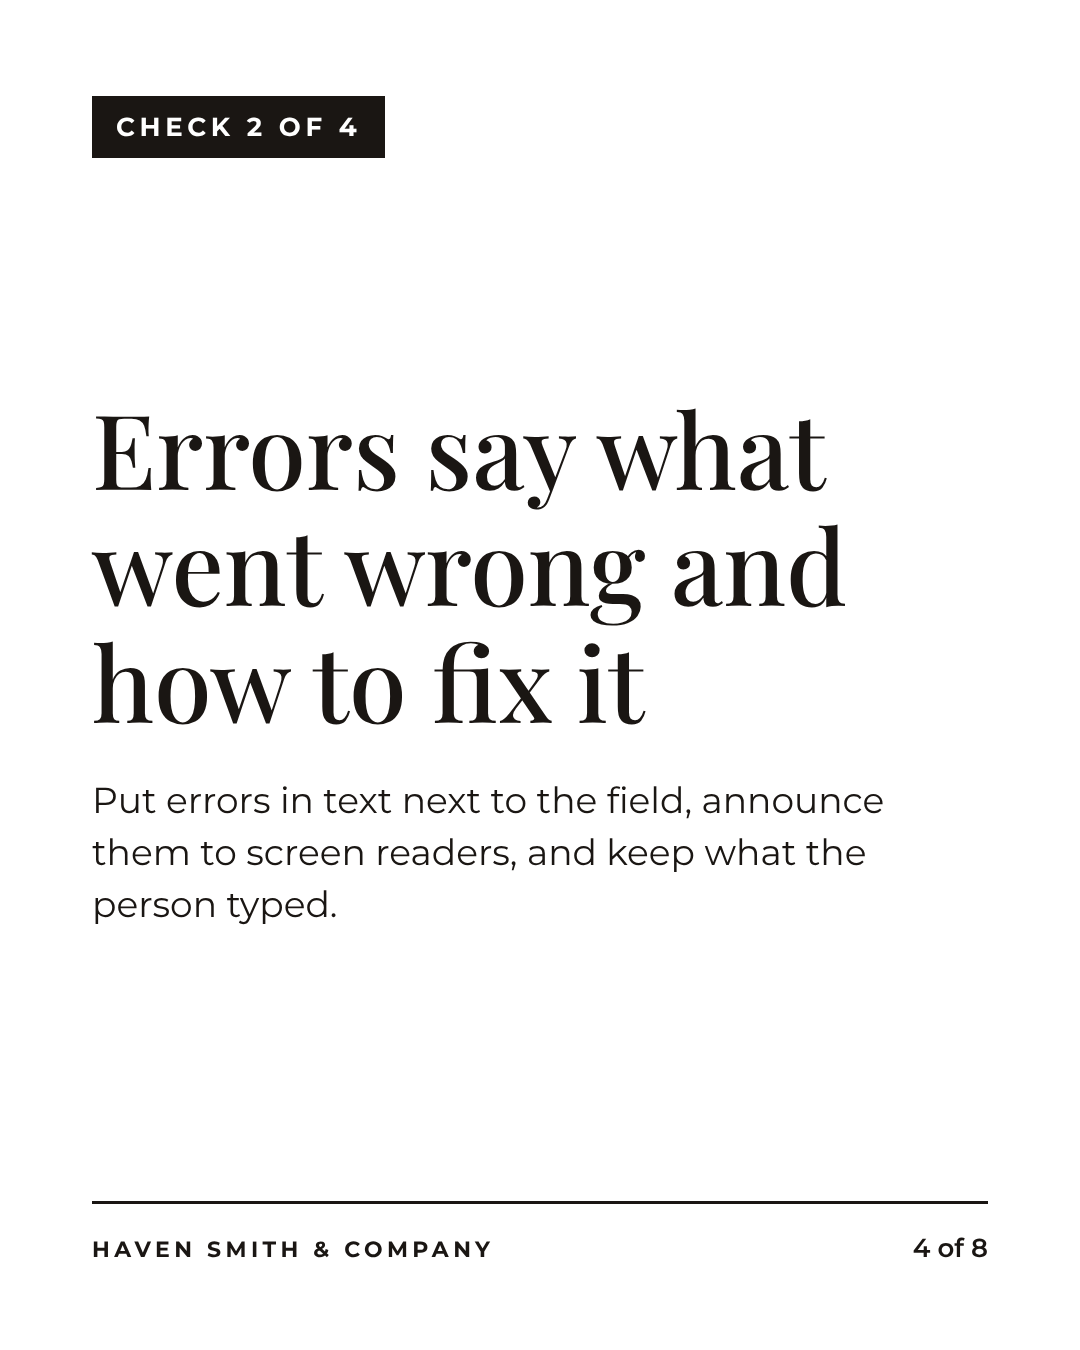 CHECK 2 OF 4
Errors say what
went wrong and
how to fix it
Put errors in text next to the field, announce
them to screen readers, and keep what the
person typed.
HAVEN SMITH & COMPANY
4 of 8